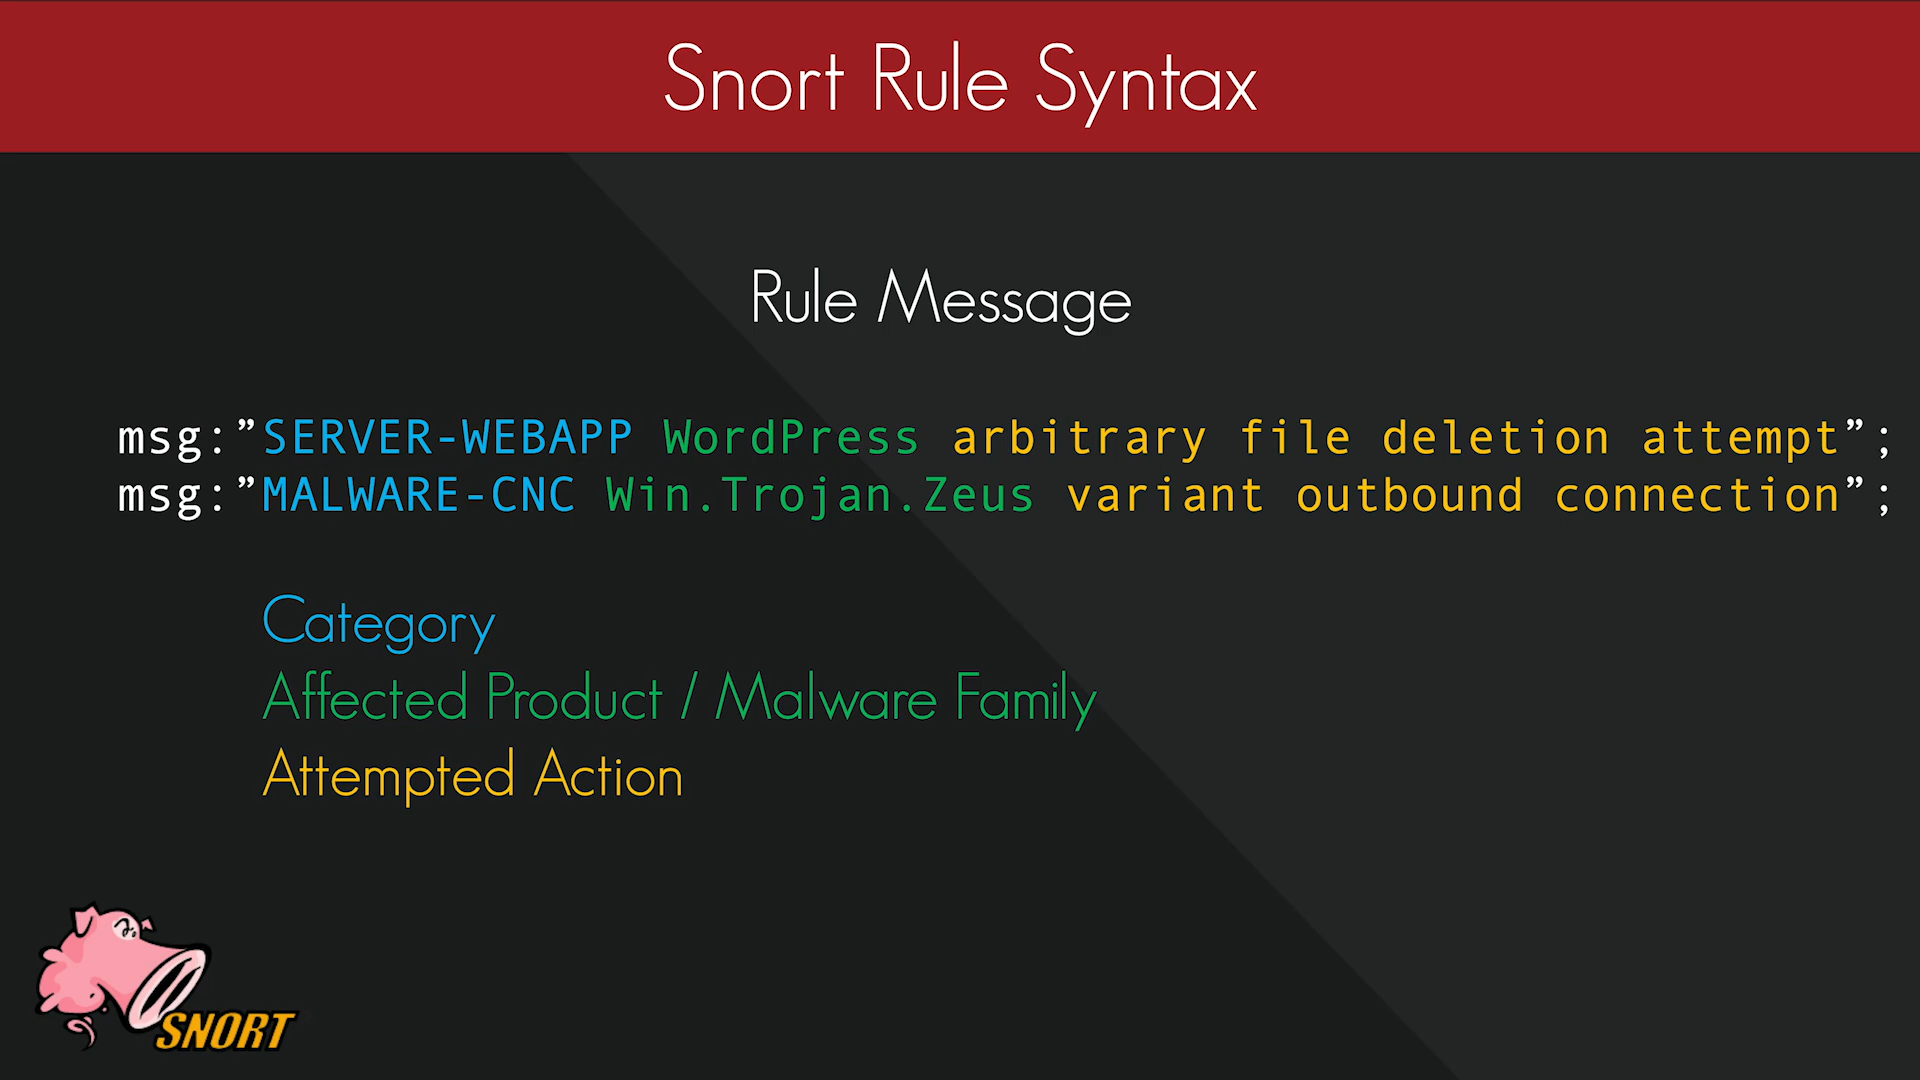 Snort Rule Syntax
Rule Message
msg:”SERVER-WEBAPP WordPress arbitrary file deletion attempt”;
msg:”MALWARE-CNC Win.Trojan.Zeus variant outbound connection”;
Category
Affected Product / Malware Family
Attempted Action
SNORT